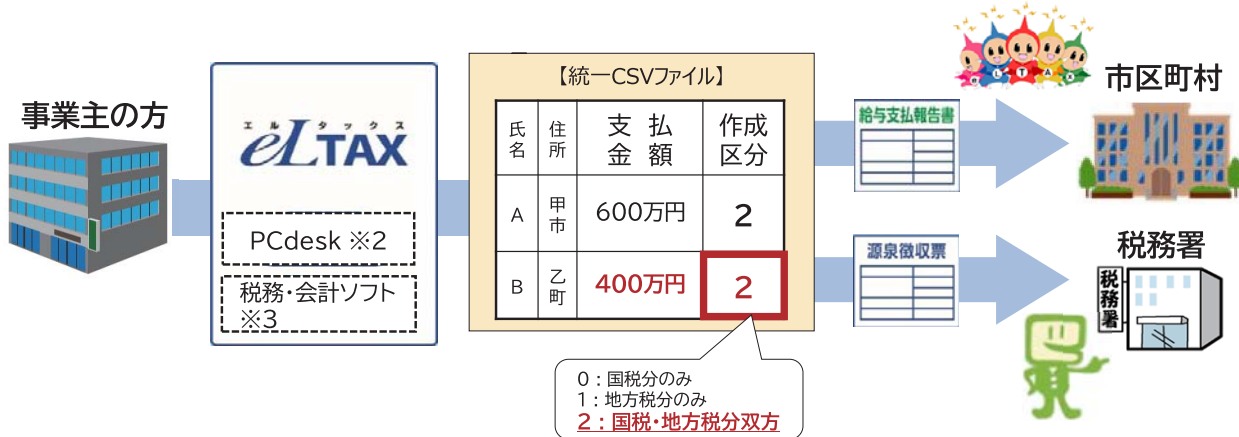 事業主の方
エルタックス
eLTAX
PCdesk ※2
税務・会計ソフト
※3
【統一CSVファイル】
氏名 住所 支払金額 作成区分
A 甲市 600万円 2
B 乙町 400万円 2
0：国税分のみ
1：地方税分のみ
2：国税・地方税分双方
給与支払報告書
源泉徴収票
eLTAX
市区町村
税務署
税務署